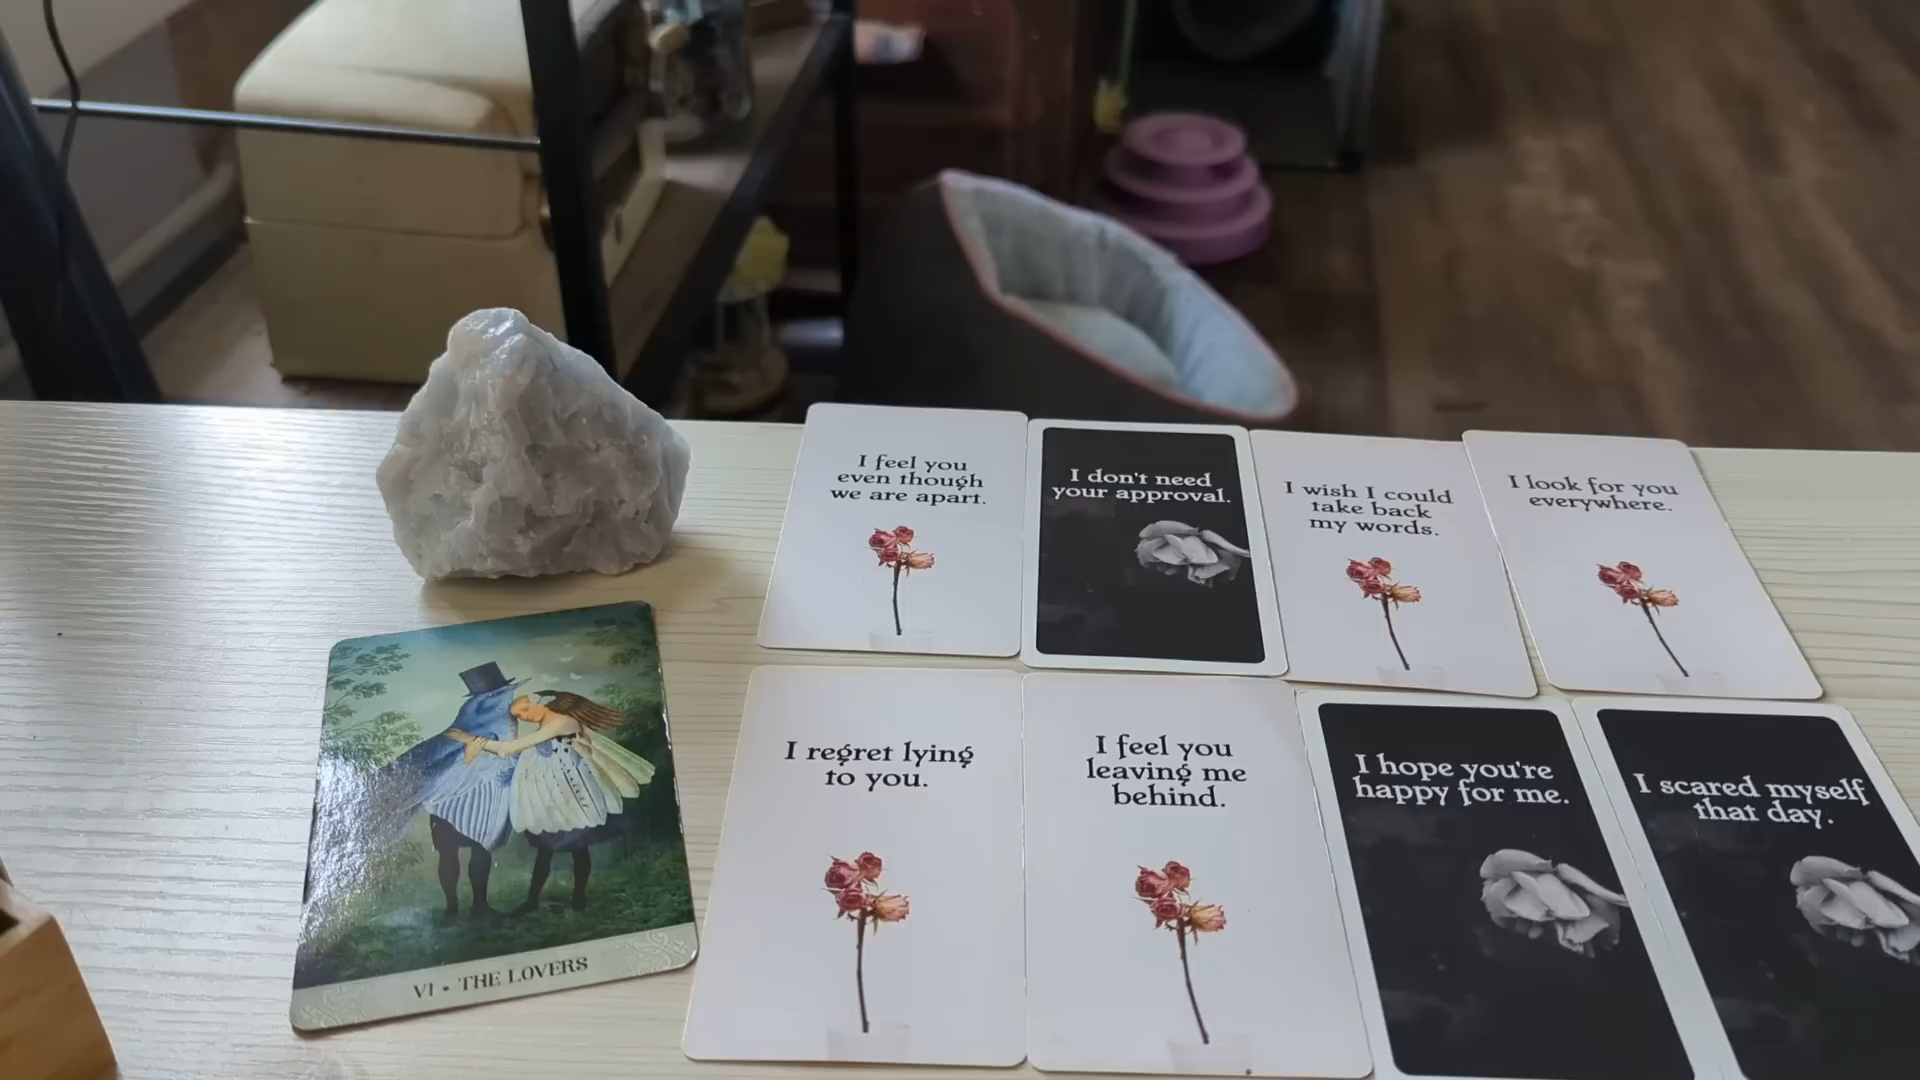 I feel you
even though
we are apart.
I don't need
your approval.
I wish I could
take back
my words.
I look for you
everywhere.
I regret lying
to you.
I feel you
leaving me
behind.
I hope you're
happy for me.
I scared myself
that day.
VI • THE LOVERS